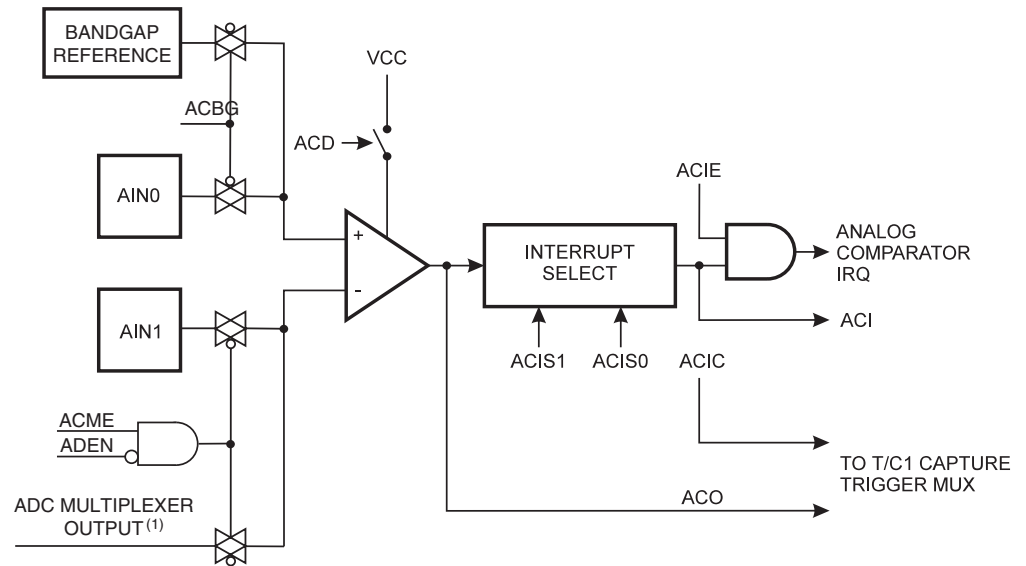 BANDGAP
REFERENCE
VCC
ACBG
ACD
AIN0
ACIE
+
-
INTERRUPT
SELECT
ANALOG
COMPARATOR
IRQ
AIN1
ACI
ACIS1
ACIS0
ACIC
ACME
ADEN
TO T/C1 CAPTURE
TRIGGER MUX
ADC MULTIPLEXER
OUTPUT (1)
ACO